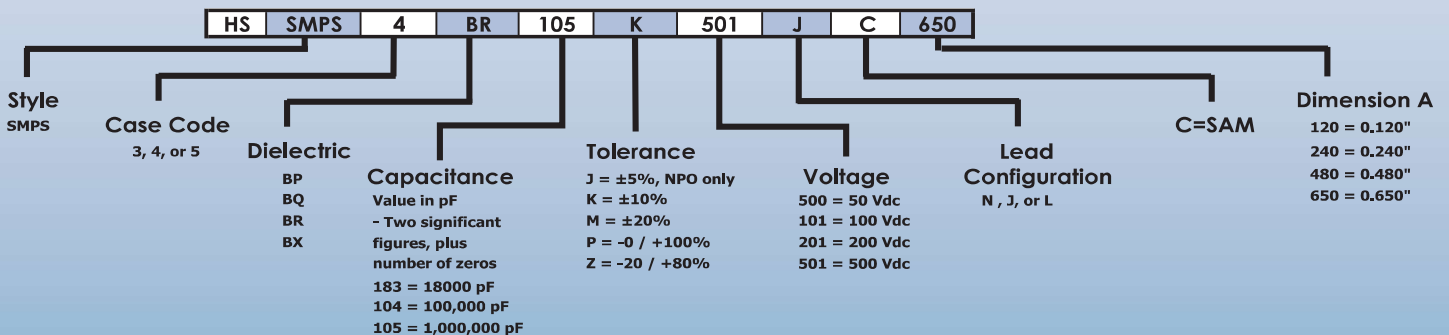 HS SMPS 4 BR 105 K 501 J C 650
Style
SMPS
Case Code
3, 4, or 5
Dielectric
BP
BQ
BR
BX
Capacitance
Value in pF
- Two significant
figures, plus
number of zeros
183 = 18000 pF
104 = 100,000 pF
105 = 1,000,000 pF
Tolerance
J = ±5%, NPO only
K = ±10%
M = ±20%
P = -0 / +100%
Z = -20 / +80%
Voltage
500 = 50 Vdc
101 = 100 Vdc
201 = 200 Vdc
501 = 500 Vdc
Lead
Configuration
N , J, or L
C=SAM
Dimension A
120 = 0.120"
240 = 0.240"
480 = 0.480"
650 = 0.650"